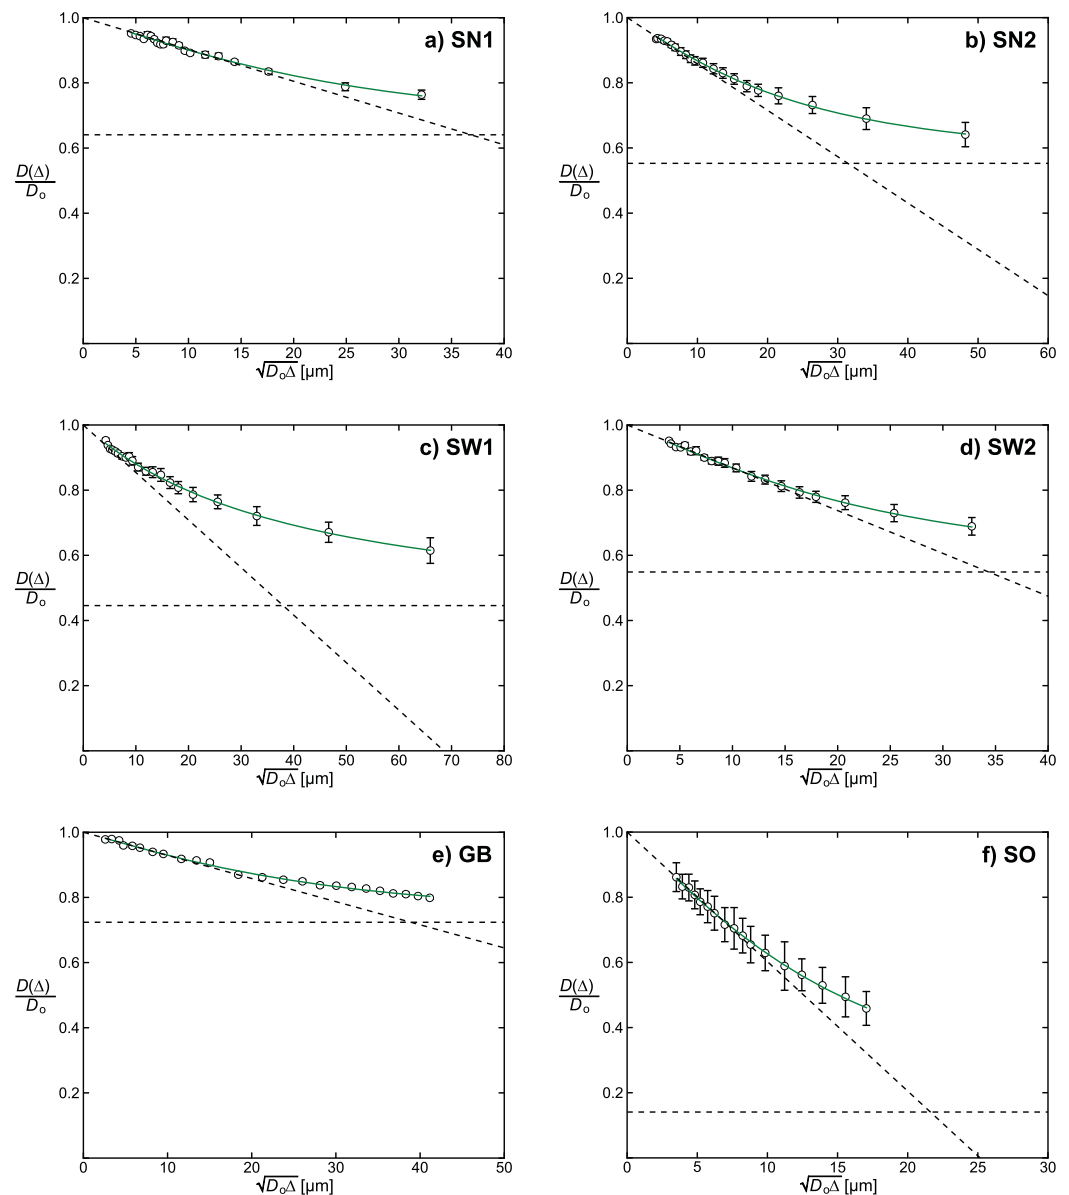 a) SN1
1.0
0.8
0.6
0.4
0.2
D(Δ)
Do
0 5 10 15 20 25 30 35 40
√DoΔ [µm]
b) SN2
1.0
0.8
0.6
0.4
0.2
D(Δ)
Do
0 10 20 30 40 50 60
√DoΔ [µm]
c) SW1
1.0
0.8
0.6
0.4
0.2
D(Δ)
Do
0 10 20 30 40 50 60 70 80
√DoΔ [µm]
d) SW2
1.0
0.8
0.6
0.4
0.2
D(Δ)
Do
0 5 10 15 20 25 30 35 40
√DoΔ [µm]
e) GB
1.0
0.8
0.6
0.4
0.2
D(Δ)
Do
0 10 20 30 40 50
√DoΔ [µm]
f) SO
1.0
0.8
0.6
0.4
0.2
D(Δ)
Do
0 5 10 15 20 25 30
√DoΔ [µm]